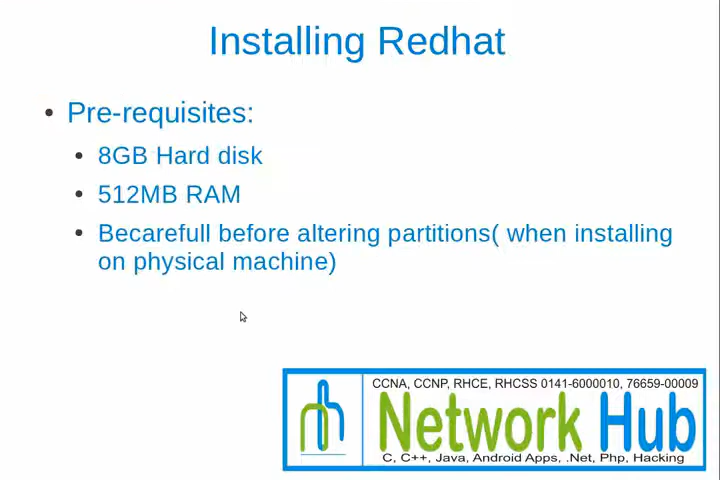 Installing Redhat
Pre-requisites:
8GB Hard disk
512MB RAM
Becarefull before altering partitions( when installing
on physical machine)
CCNA, CCNP, RHCE, RHCSS 0141-6000010, 76659-00009
Network Hub
C, C++, Java, Android Apps, .Net, Php, Hacking